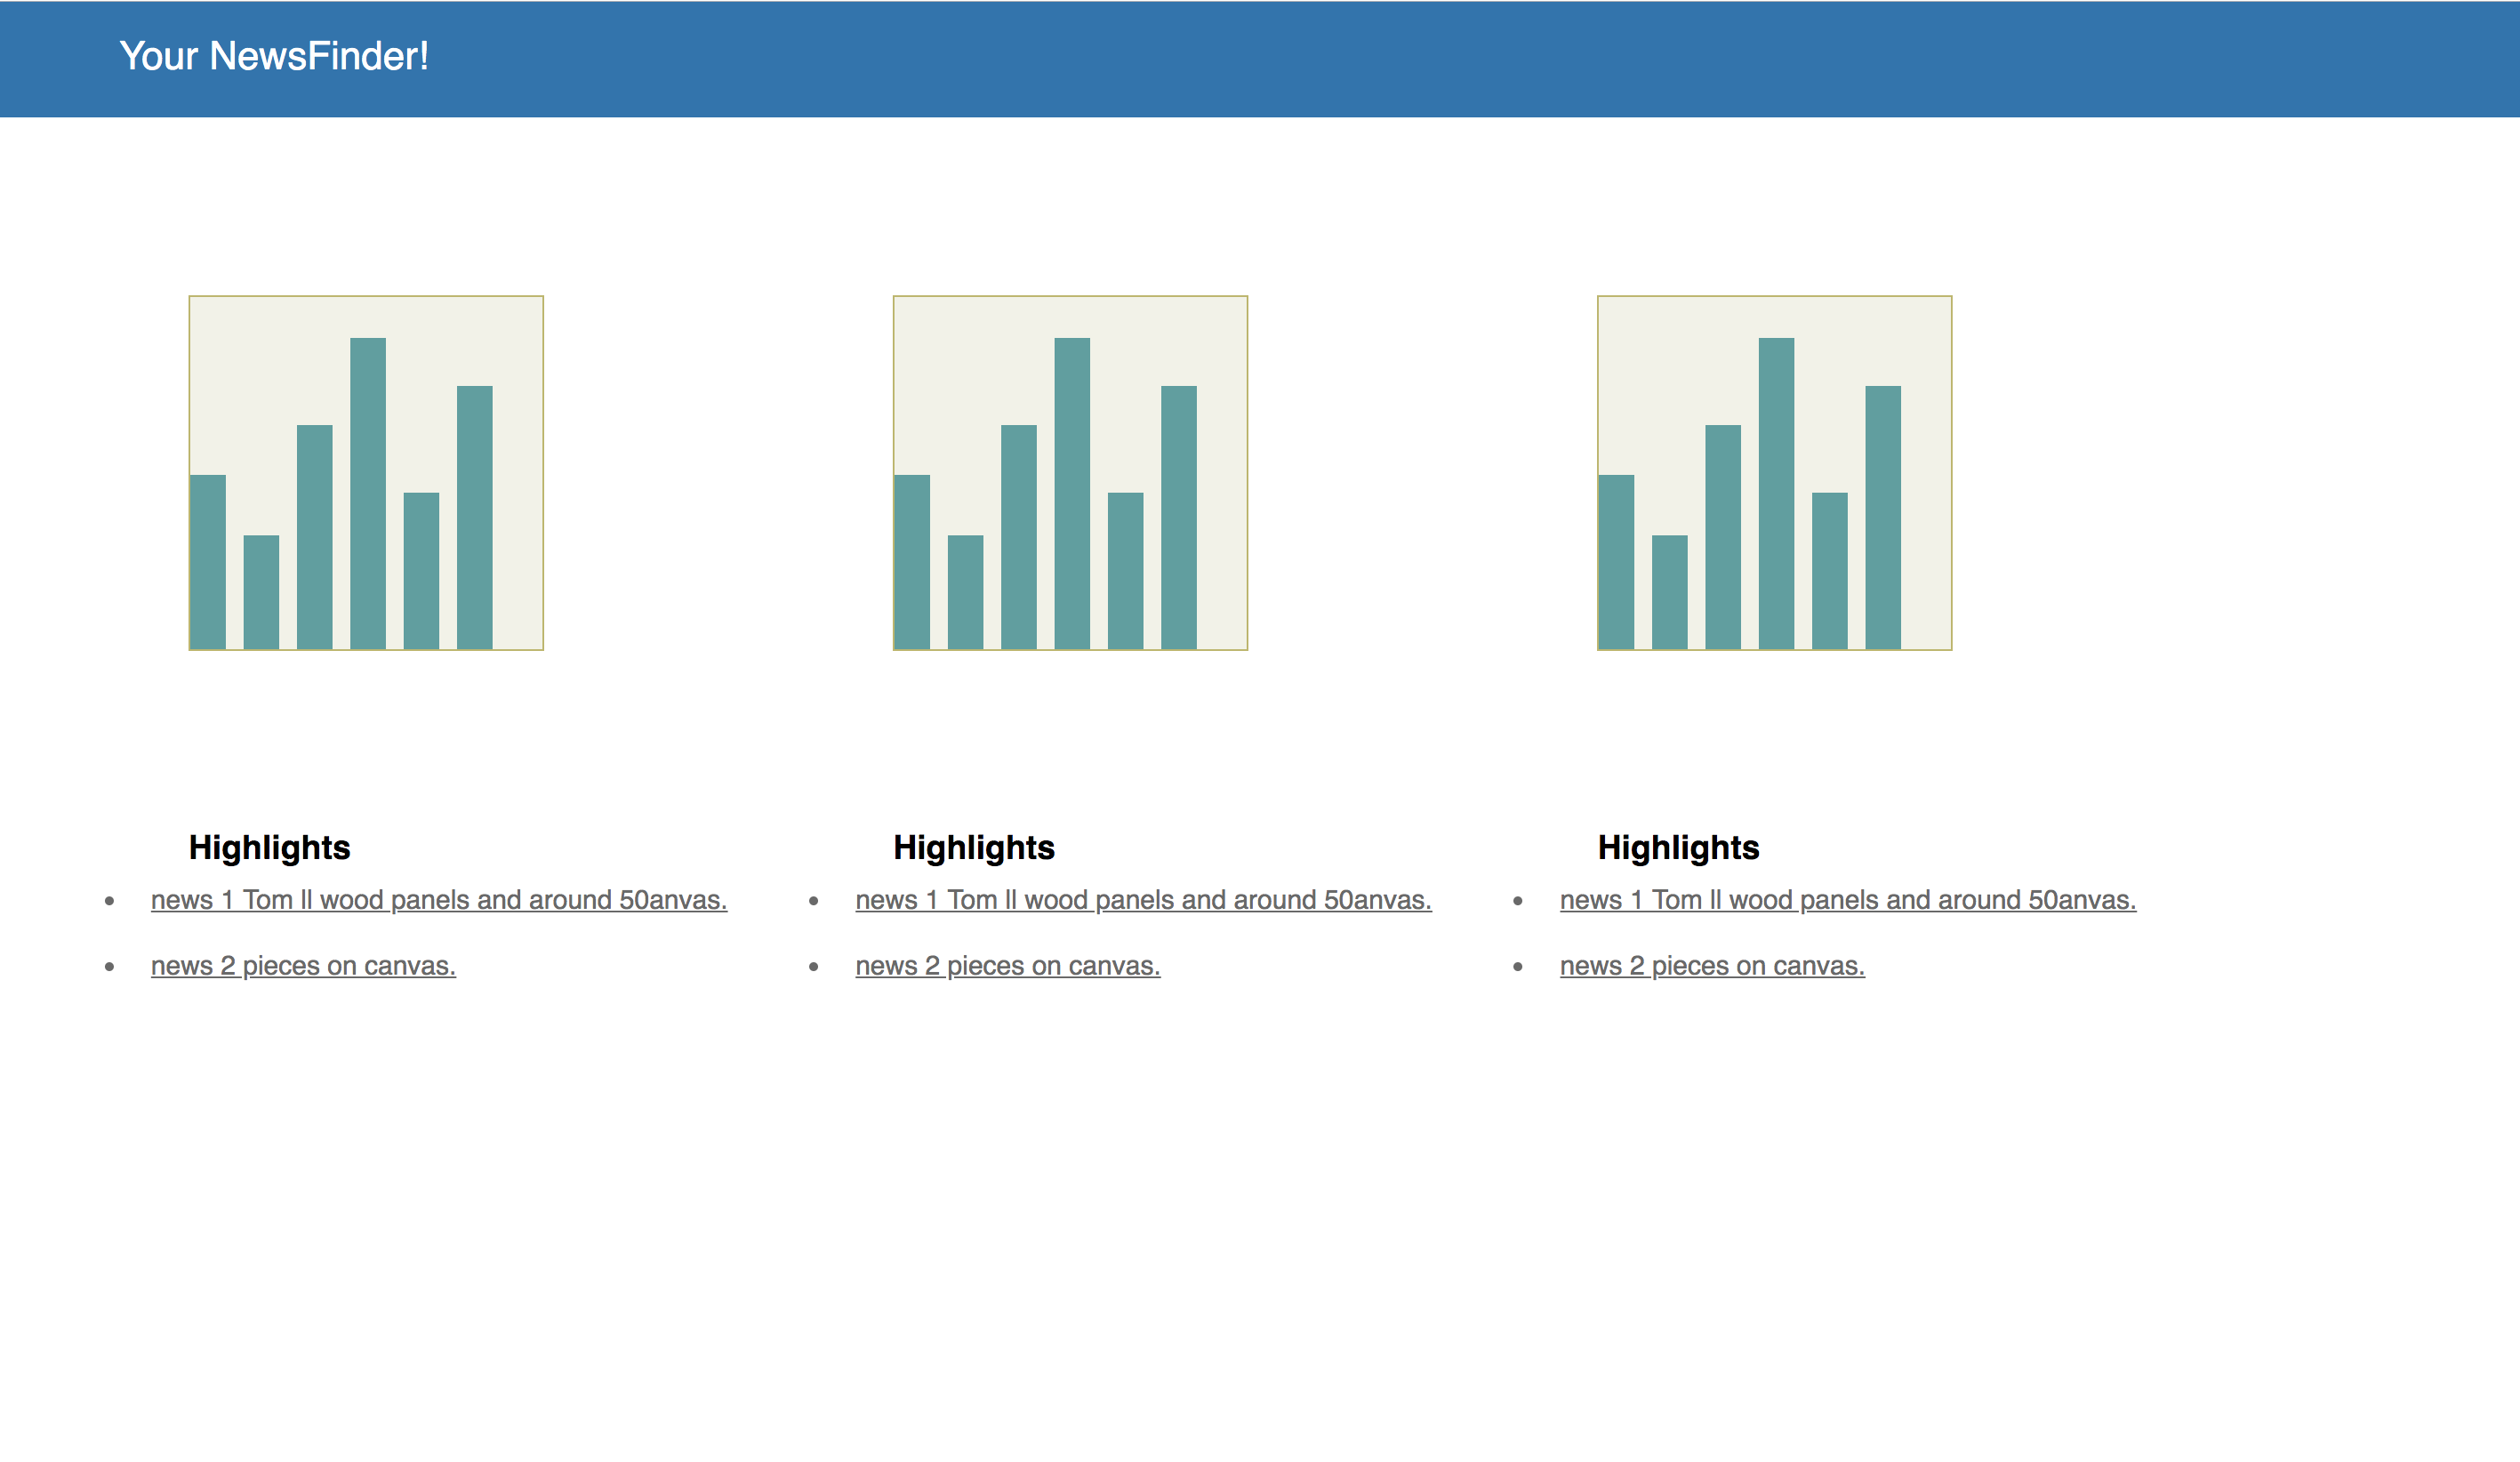 Your NewsFinder!
Highlights
news 1 Tom ll wood panels and around 50anvas.
news 2 pieces on canvas.
Highlights
news 1 Tom ll wood panels and around 50anvas.
news 2 pieces on canvas.
Highlights
news 1 Tom ll wood panels and around 50anvas.
news 2 pieces on canvas.